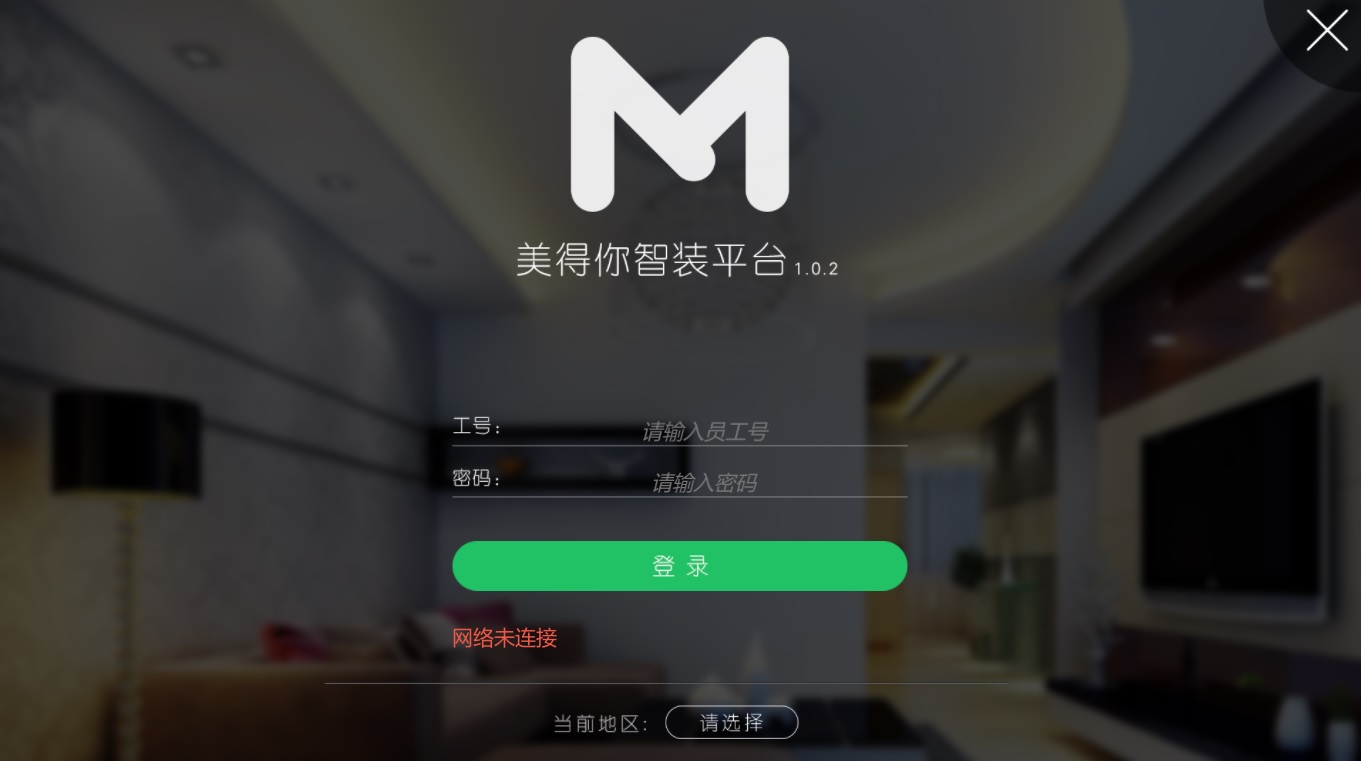 美得你智装平台 1.0.2
工号: 请输入员工号
密码: 请输入密码
登 录
网络未连接
当前地区: 请选择